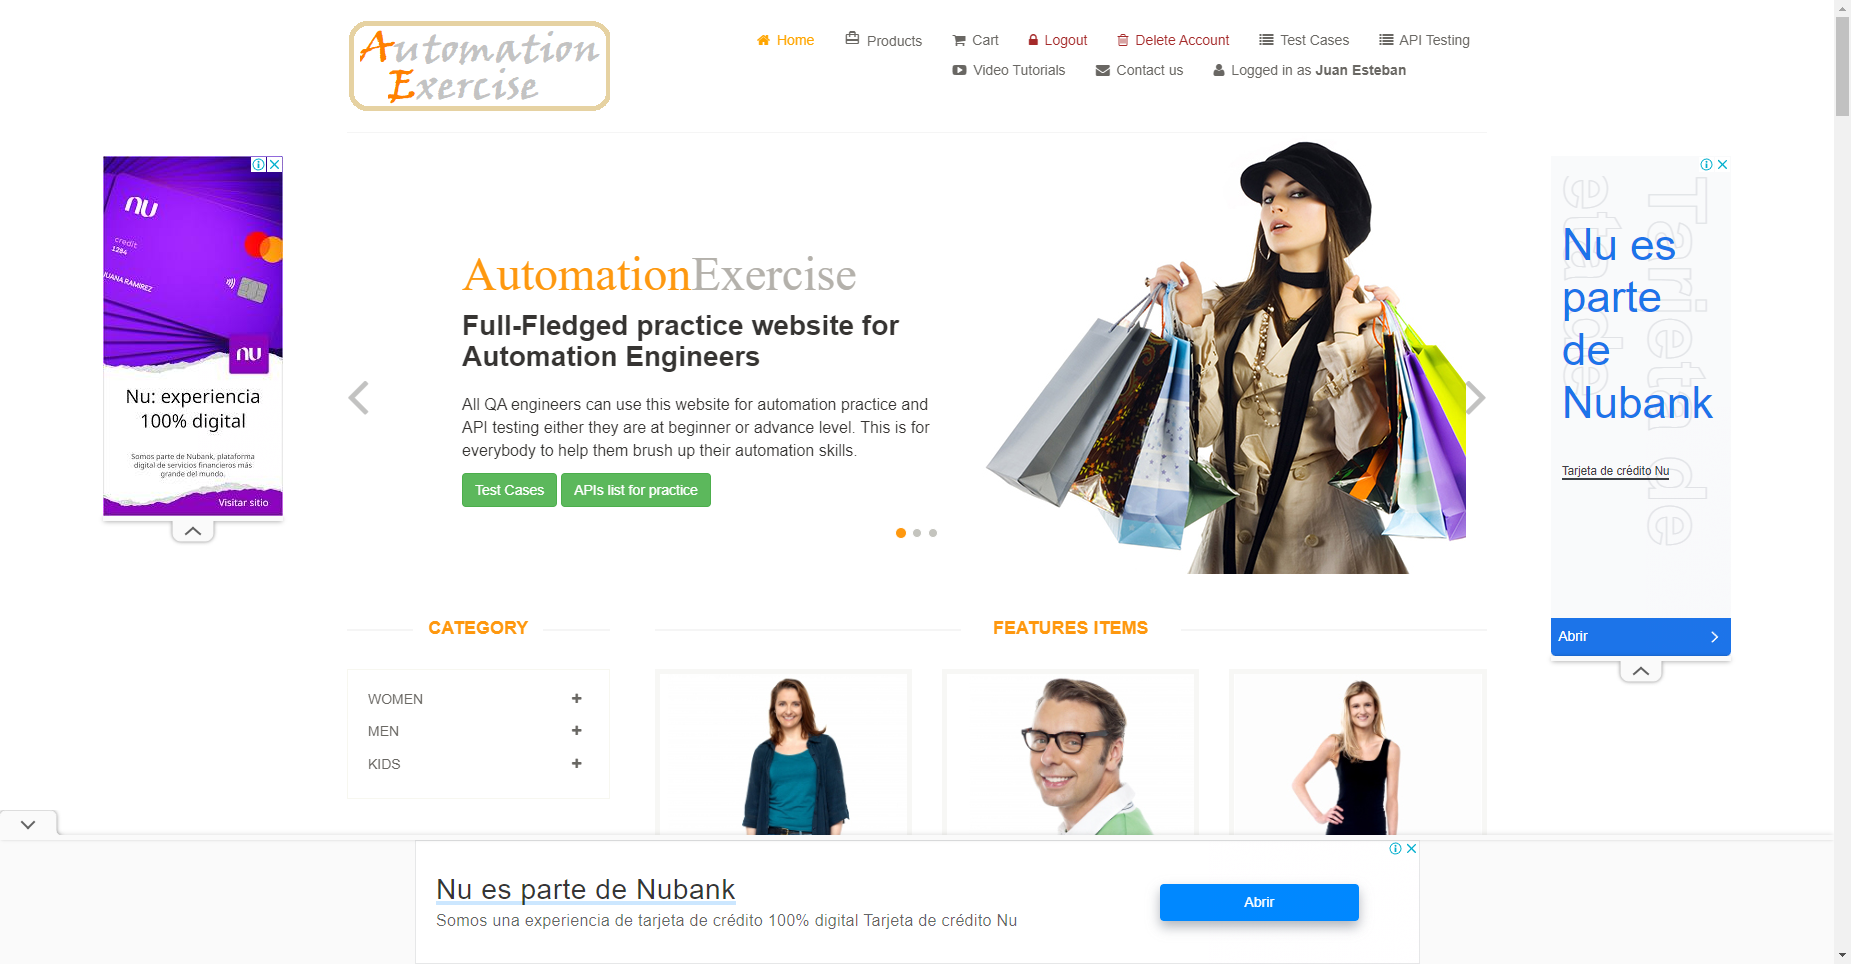 Automation
Exercise
Home
Products
Cart
Logout
Delete Account
Test Cases
API Testing
Video Tutorials
Contact us
Logged in as Juan Esteban
nu
credit
1284
JUANA RAMIREZ
nu
Nu: experiencia
100% digital
Somos parte de Nubank, plataforma
digital de servicios financieros más
grande del mundo.
Visitar sitio
AutomationExercise
Full-Fledged practice website for
Automation Engineers
All QA engineers can use this website for automation practice and
API testing either they are at beginner or advance level. This is for
everybody to help them brush up their automation skills.
Test Cases
APIs list for practice
Tarjeta de
Nu es
parte
de
Nubank
Tarjeta de crédito Nu
Abrir
CATEGORY
WOMEN
MEN
KIDS
FEATURES ITEMS
Nu es parte de Nubank
Somos una experiencia de tarjeta de crédito 100% digital Tarjeta de crédito Nu
Abrir